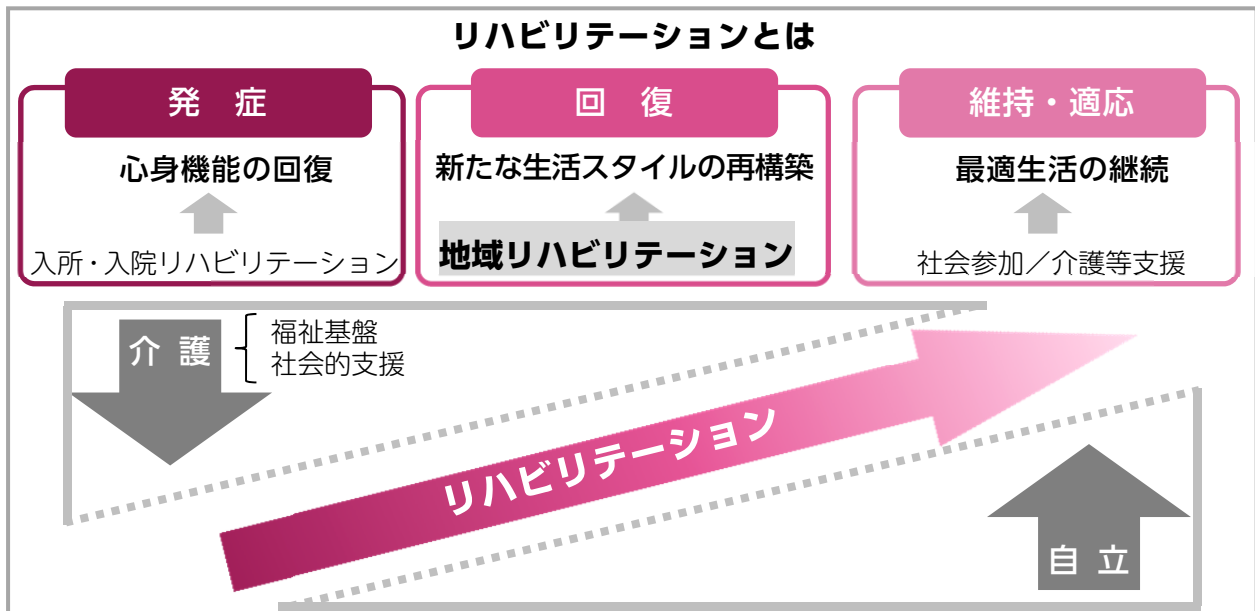 リハビリテーションとは
発 症
心身機能の回復
入所・入院リハビリテーション
回 復
新たな生活スタイルの再構築
地域リハビリテーション
維持・適応
最適生活の継続
社会参加／介護等支援
介 護
福祉基盤
社会的支援
リハビリテーション
自 立